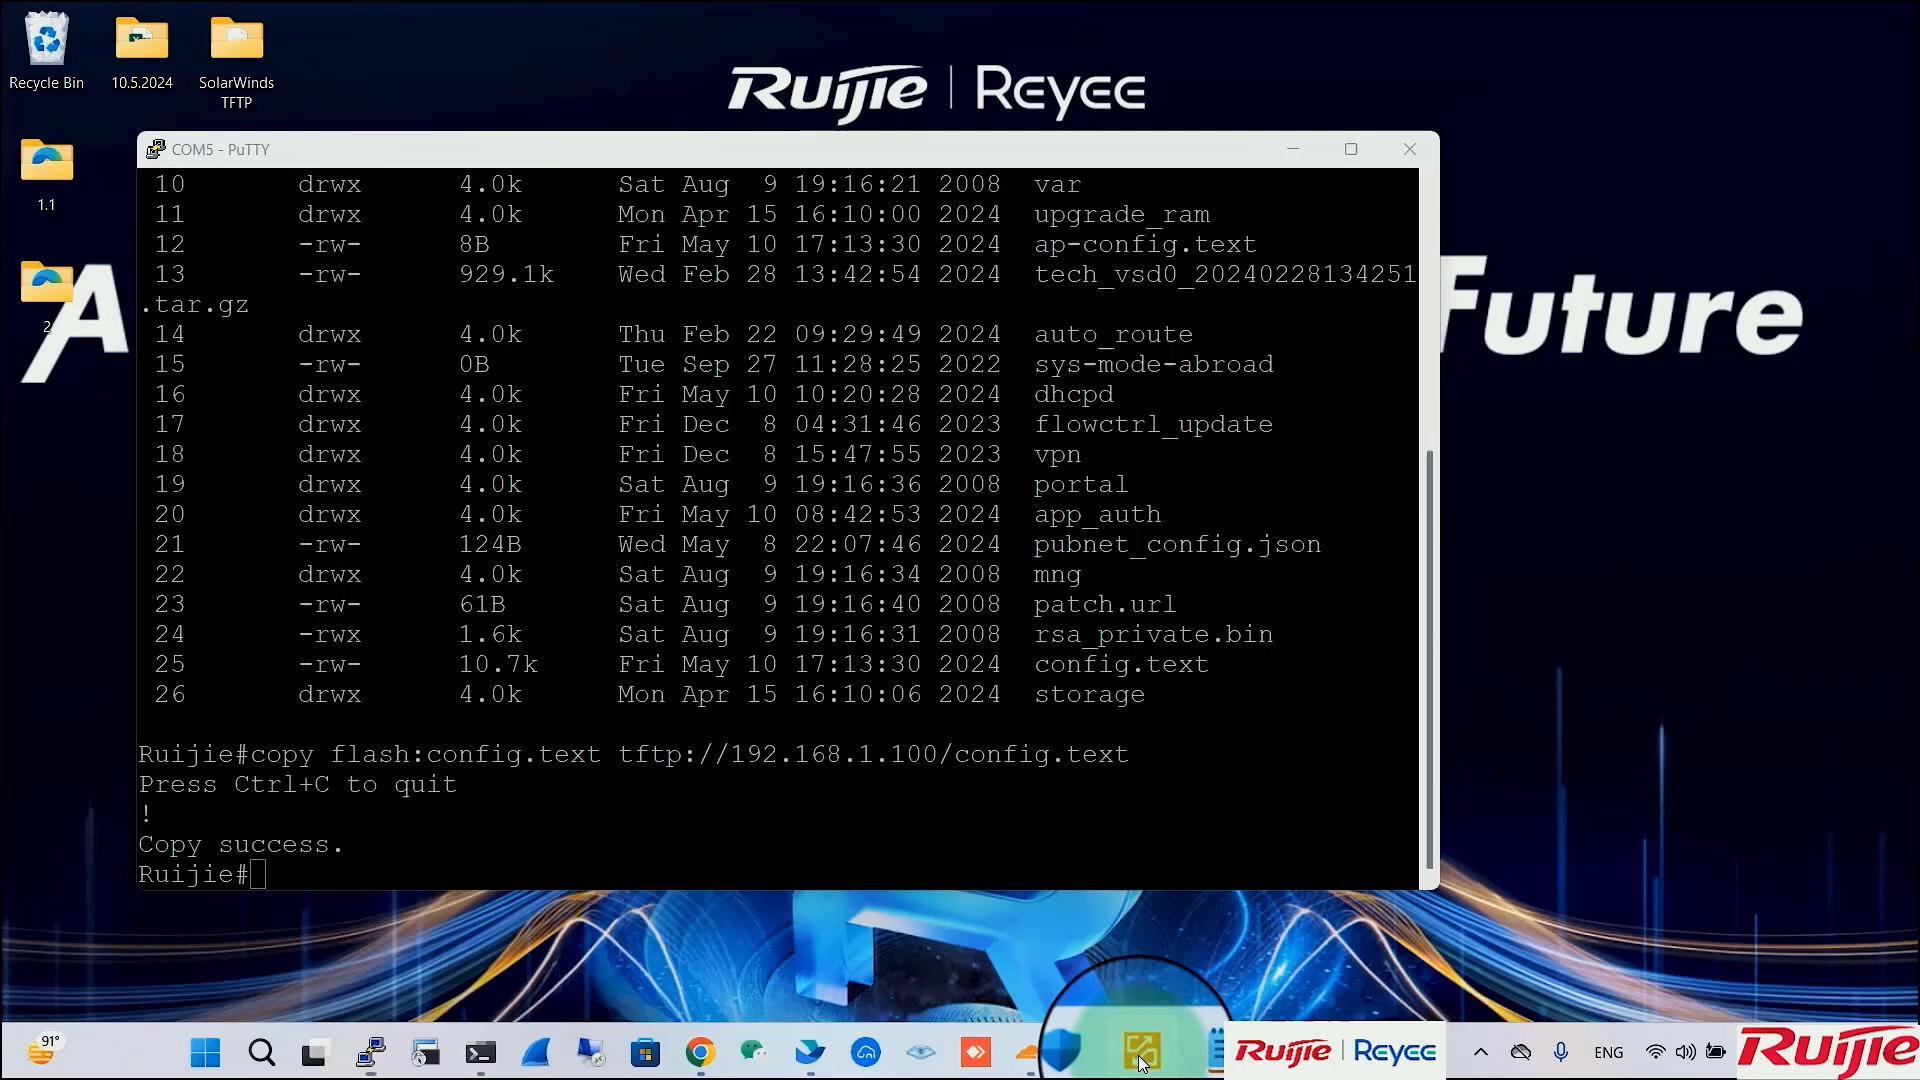 Recycle Bin
10.5.2024
SolarWinds
TFTP
1.1
2
Ruijie | Reyee
A
Future
COM5 - PuTTY
10 drwx 4.0k Sat Aug 9 19:16:21 2008 var
11 drwx 4.0k Mon Apr 15 16:10:00 2024 upgrade_ram
12 -rw- 8B Fri May 10 17:13:30 2024 ap-config.text
13 -rw- 929.1k Wed Feb 28 13:42:54 2024 tech_vsd0_20240228134251
.tar.gz
14 drwx 4.0k Thu Feb 22 09:29:49 2024 auto_route
15 -rw- 0B Tue Sep 27 11:28:25 2022 sys-mode-abroad
16 drwx 4.0k Fri May 10 10:20:28 2024 dhcpd
17 drwx 4.0k Fri Dec 8 04:31:46 2023 flowctrl_update
18 drwx 4.0k Fri Dec 8 15:47:55 2023 vpn
19 drwx 4.0k Sat Aug 9 19:16:36 2008 portal
20 drwx 4.0k Fri May 10 08:42:53 2024 app_auth
21 -rw- 124B Wed May 8 22:07:46 2024 pubnet_config.json
22 drwx 4.0k Sat Aug 9 19:16:34 2008 mng
23 -rw- 61B Sat Aug 9 19:16:40 2008 patch.url
24 -rwx 1.6k Sat Aug 9 19:16:31 2008 rsa_private.bin
25 -rw- 10.7k Fri May 10 17:13:30 2024 config.text
26 drwx 4.0k Mon Apr 15 16:10:06 2024 storage
Ruijie#copy flash:config.text tftp://192.168.1.100/config.text
Press Ctrl+C to quit
!
Copy success.
Ruijie#
91°
Ruijie | Reyee
ENG
Ruijie